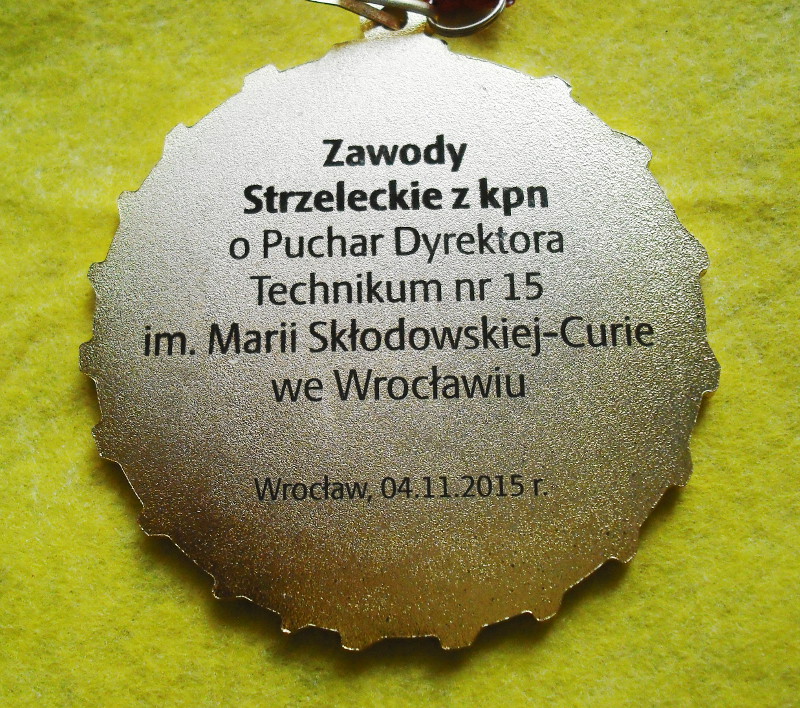 Zawody
Strzeleckie z kpn
o Puchar Dyrektora
Technikum nr 15
im. Marii Skłodowskiej-Curie
we Wrocławiu
Wrocław, 04.11.2015 r.